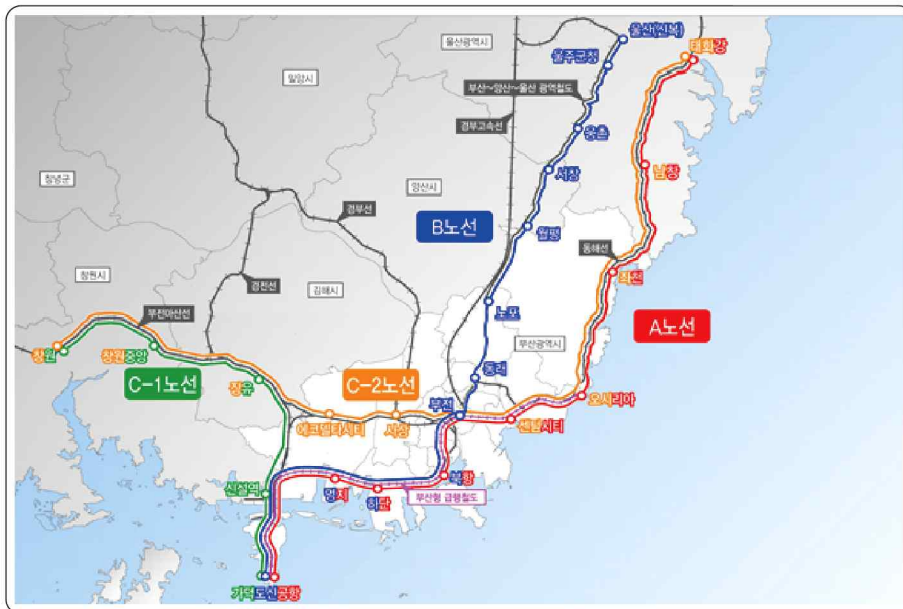 울산(신복)
울산광역시
태화강
울주군청
밀양시
부산~양산~울산 광역철도
경부고속선
웅촌
서창
남창
창녕군
양산시
경부선
B노선
월평
동해선
좌천
창원시
경전선
김해시
노포
A노선
부전마산선
부산광역시
창원
창원중앙
동래
C-1노선
장유
C-2노선
부전
오시리아
에코델타시티
사상
센텀시티
신설역
명지
하단
북항
부산형 급행철도
가덕도신공항